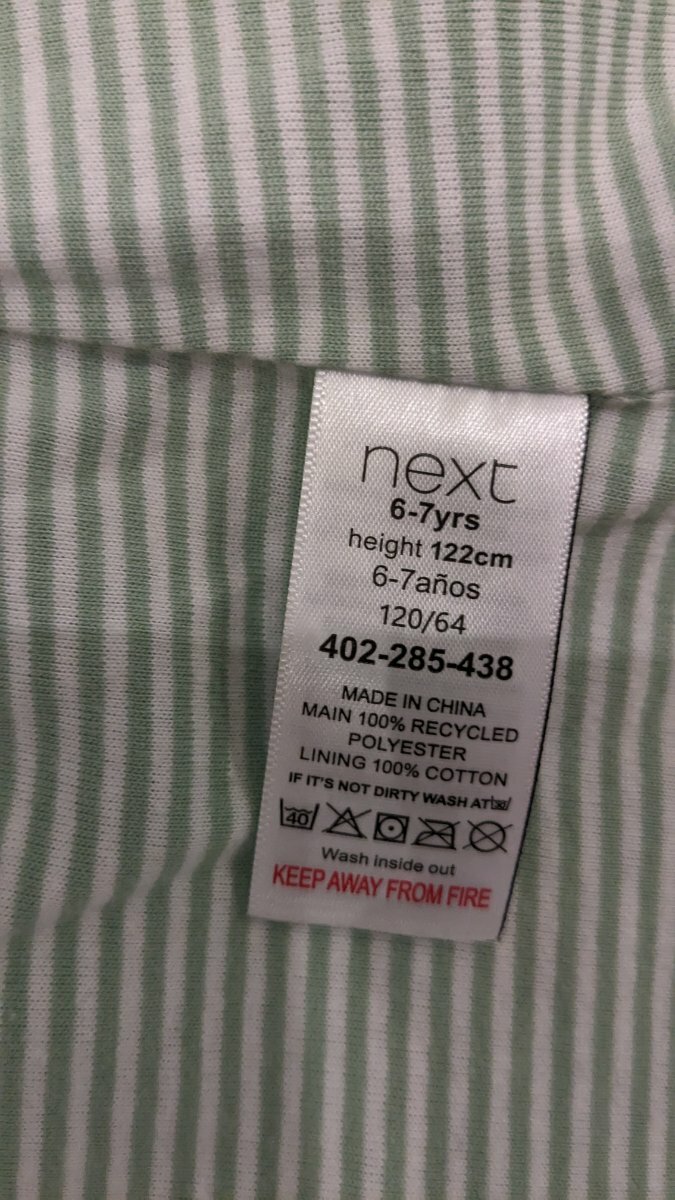 next
6-7yrs
height 122cm
6-7años
120/64
402-285-438
MADE IN CHINA
MAIN 100% RECYCLED
POLYESTER
LINING 100% COTTON
IF IT'S NOT DIRTY WASH AT
40
Wash inside out
KEEP AWAY FROM FIRE